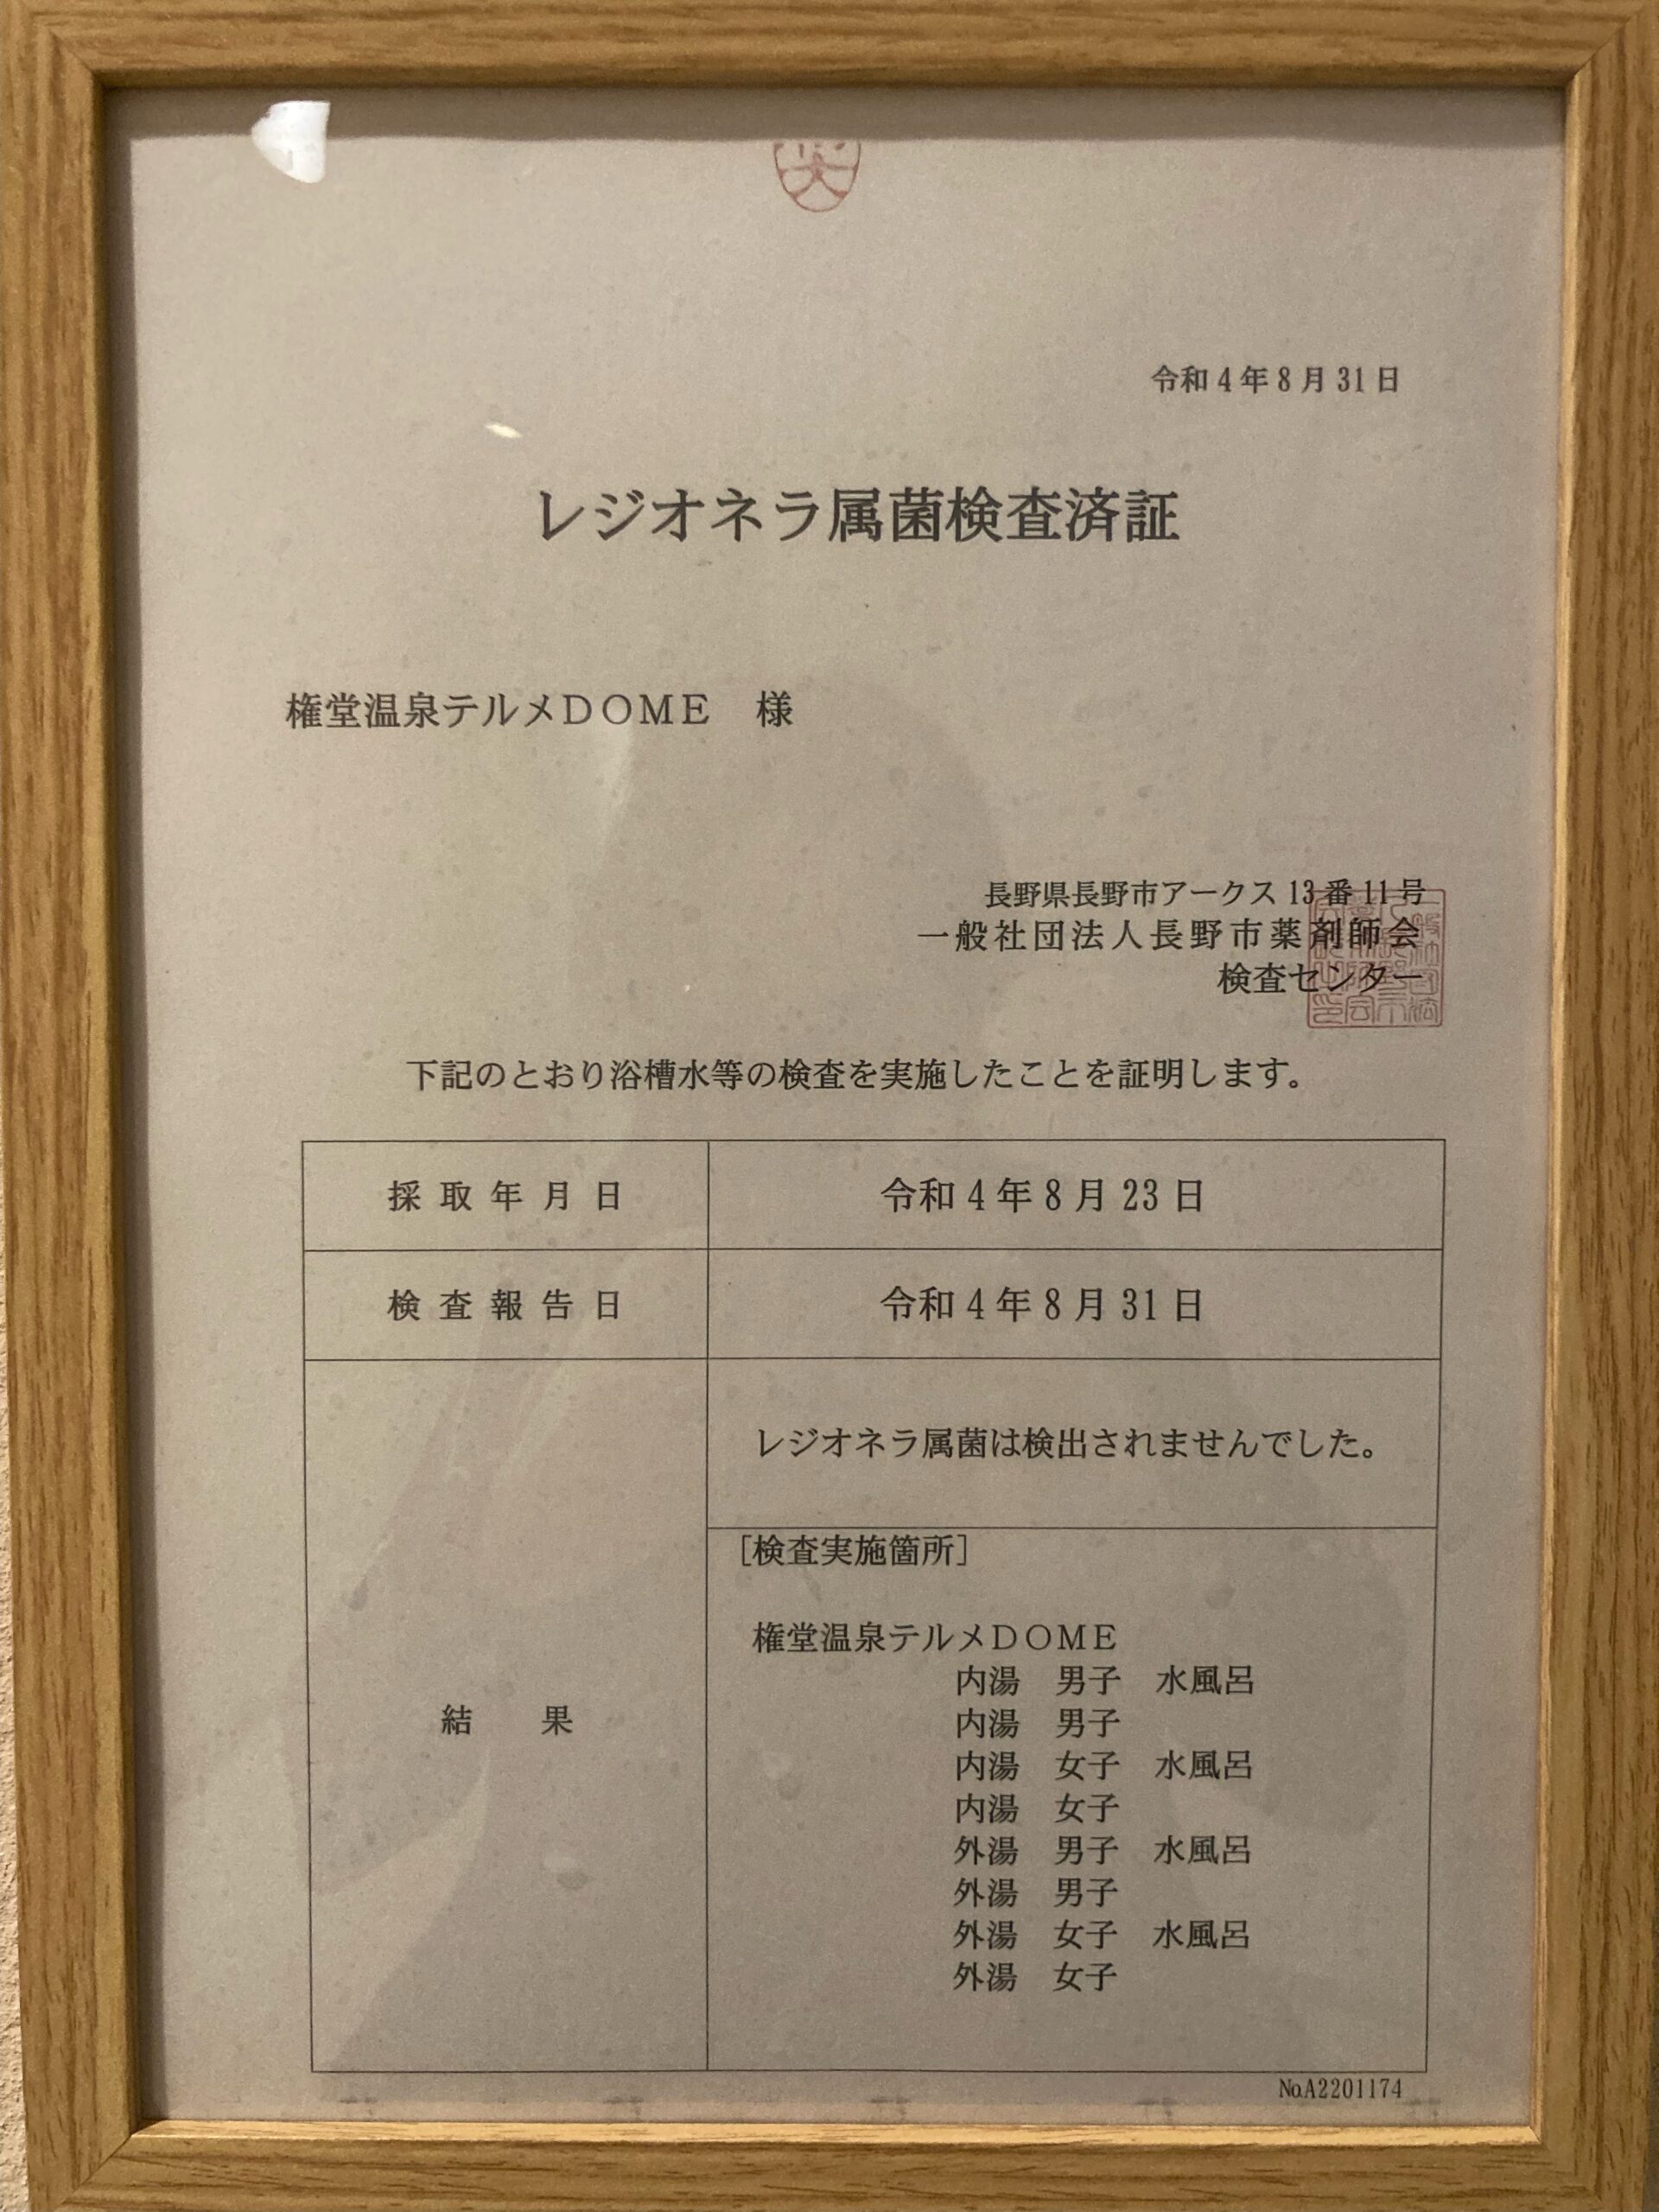 令和4年8月31日
レジオネラ属菌検査済証
権堂温泉テルメDOME　様
長野県長野市アークス13番11号
一般社団法人長野市薬剤師会
検査センター
下記のとおり浴槽水等の検査を実施したことを証明します。
採取年月日　令和4年8月23日
検査報告日　令和4年8月31日
レジオネラ属菌は検出されませんでした。
[検査実施箇所]
権堂温泉テルメDOME
内湯　男子　水風呂
結　果
内湯　男子
内湯　女子　水風呂
内湯　女子
外湯　男子　水風呂
外湯　男子
外湯　女子　水風呂
外湯　女子
No.A2201174